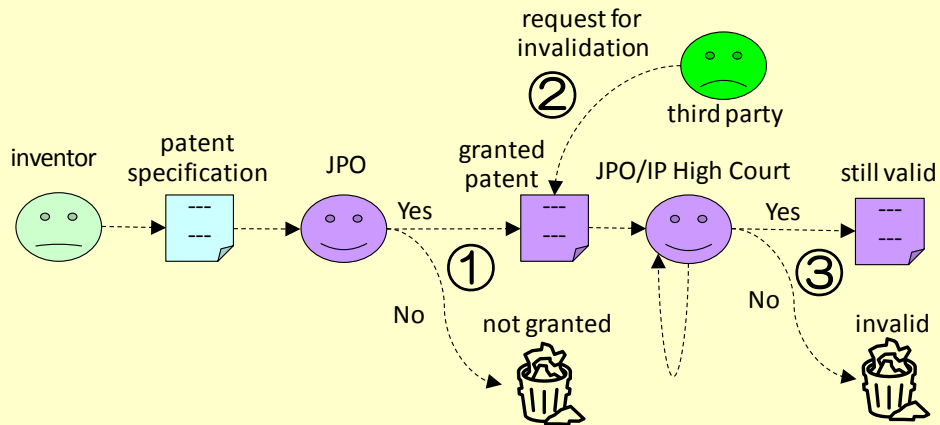 request for
invalidation
②
third party
inventor
patent
specification
JPO
granted
patent
JPO/IP High Court
still valid
---
---
Yes
---
---
Yes
---
---
①
③
No
not granted
No
invalid